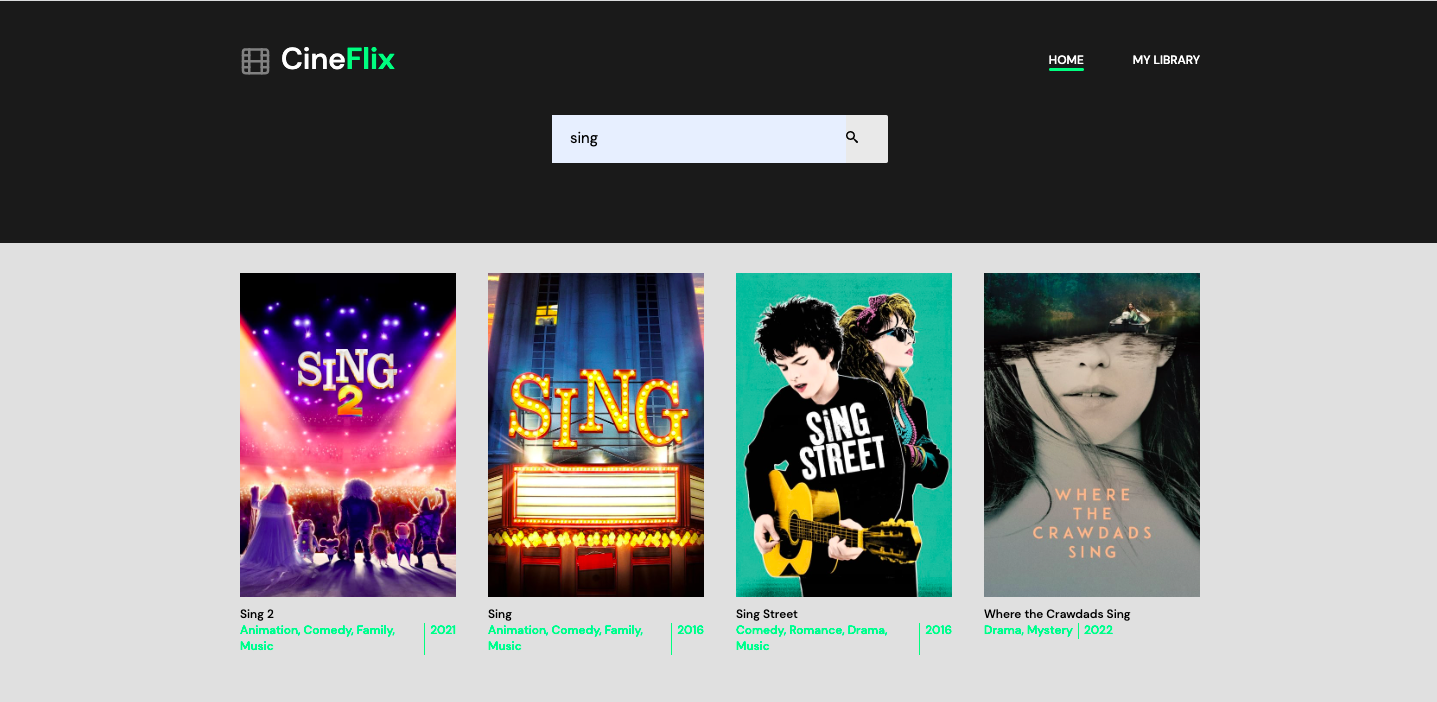 CineFlix
HOME
MY LIBRARY
sing
SING
2
SING
SING
STREET
WHERE
THE
CRAWDADS
SING
Sing 2
Animation, Comedy, Family,
Music
2021
Sing
Animation, Comedy, Family,
Music
2016
Sing Street
Comedy, Romance, Drama,
Music
2016
Where the Crawdads Sing
Drama, Mystery
2022